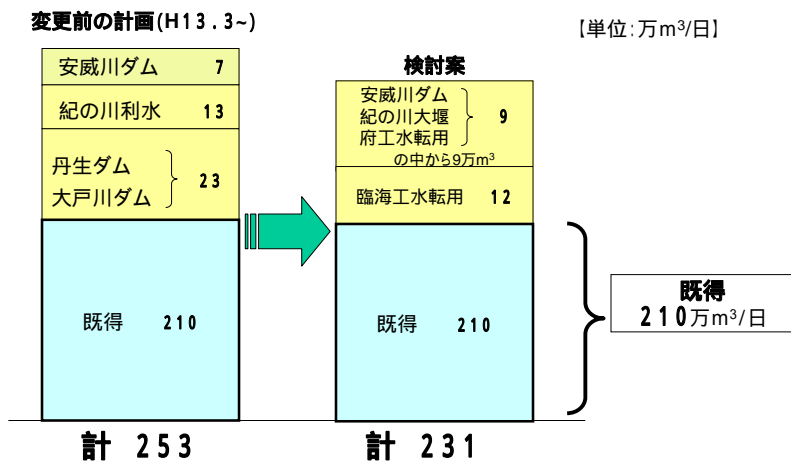 変更前の計画(H13.3~)
【単位:万m³/日】
安威川ダム 7
紀の川利水 13
丹生ダム
大戸川ダム
23
既得 210
計 253
検討案
安威川ダム
紀の川大堰
府工水転用
9
の中から9万m³
臨海工水転用 12
既得 210
計 231
既得
210万m³/日